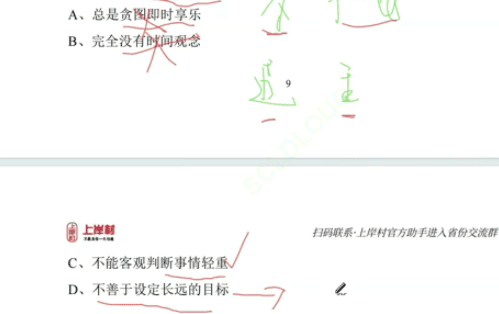 A、总是贪图即时享乐
B、完全没有时间观念
主
9
上岸村
扫码联系·上岸村官方助手进入省份交流群
C、不能客观判断事情轻重
D、不善于设定长远的目标